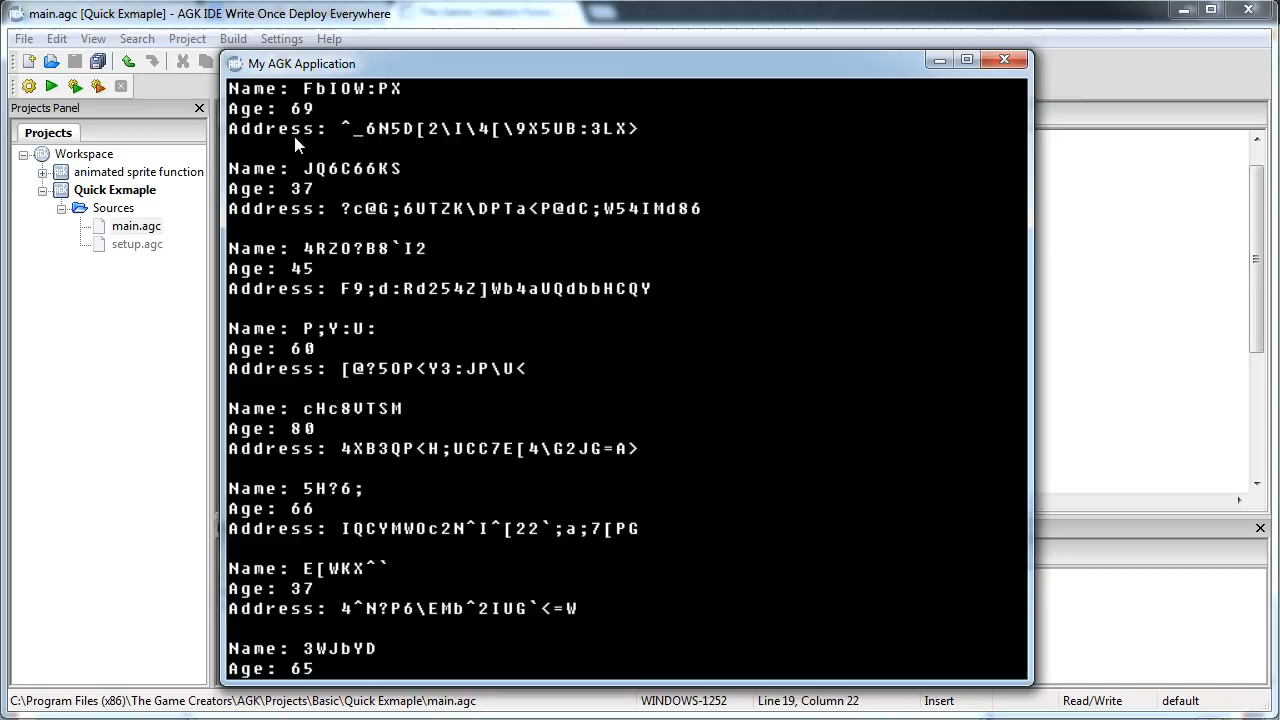 main.agc [Quick Exmaple] - AGK IDE Write Once Deploy Everywhere
File Edit View Search Project Build Settings Help
Projects Panel
Projects
Workspace
animated sprite function
Quick Exmaple
Sources
main.agc
setup.agc
My AGK Application
Name: FbIOW:PX
Age: 69
Address: ^_6N5D[2\I\4[\9X5UB:3LX>
Name: JQ6C66KS
Age: 37
Address: ?c@G;6UTZK\DPTa<P@dC;W54IMd86
Name: 4RZO?B8`I2
Age: 45
Address: F9;d:Rd254Z]Wb4aUQdbbHCQY
Name: P;Y:U:
Age: 60
Address: [@?5OP<Y3:JP\U<
Name: cHc8VTSM
Age: 80
Address: 4XB3QP<H;UCC7E[4\G2JG=A>
Name: 5H?6;
Age: 66
Address: IQCYMWOc2N^I^[22`;a;7[PG
Name: E[WKX^``
Age: 37
Address: 4^N?P6\EMb^2IUG`<=W
Name: 3WJbYD
Age: 65
C:\Program Files (x86)\The Game Creators\AGK\Projects\Basic\Quick Exmaple\main.agc WINDOWS-1252 Line 19, Column 22 Insert Read/Write default